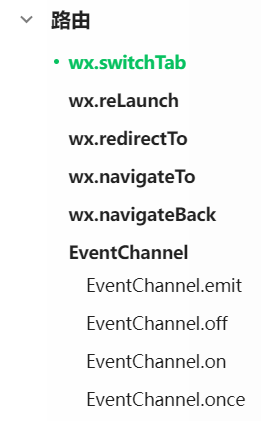 路由
wx.switchTab
wx.reLaunch
wx.redirectTo
wx.navigateTo
wx.navigateBack
EventChannel
EventChannel.emit
EventChannel.off
EventChannel.on
EventChannel.once